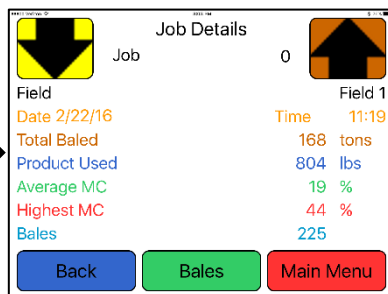 Job Details
Job 0
Field Field 1
Date 2/22/16 Time 11:19
Total Baled 168 tons
Product Used 804 lbs
Average MC 19 %
Highest MC 44 %
Bales 225
Back Bales Main Menu